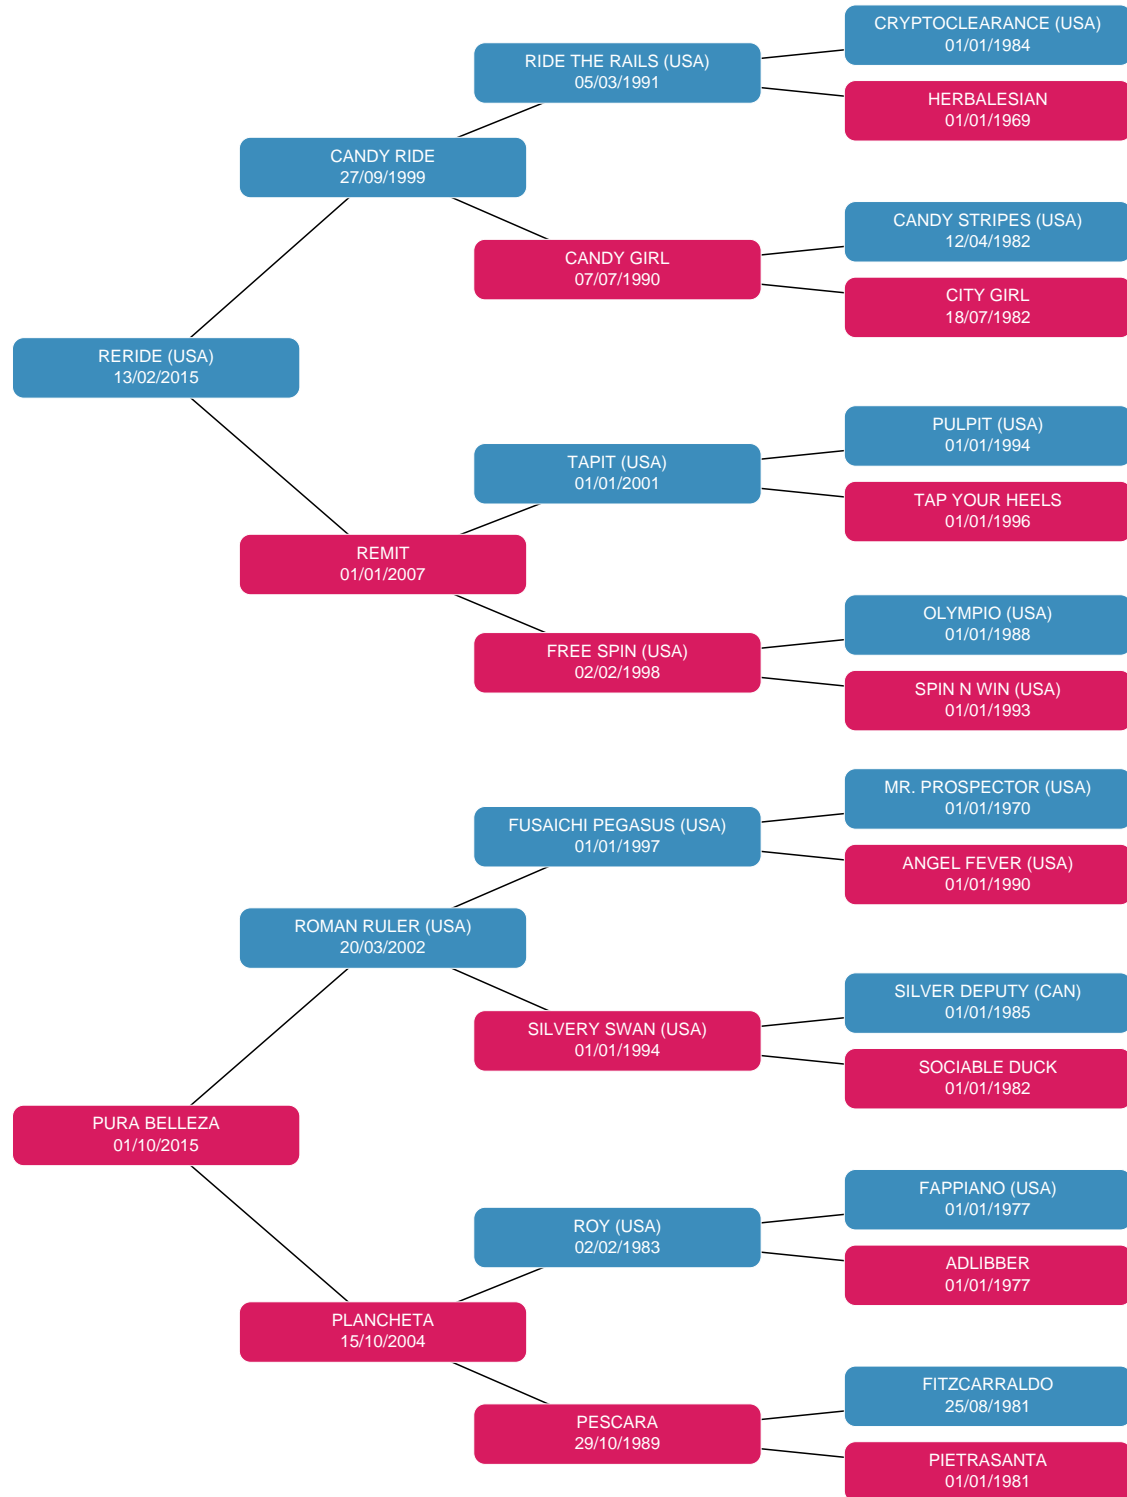 CRYPTOCLEARANCE (USA)
01/01/1984
RIDE THE RAILS (USA)
05/03/1991
HERBALESIAN
01/01/1969
CANDY RIDE
27/09/1999
CANDY STRIPES (USA)
12/04/1982
CANDY GIRL
07/07/1990
CITY GIRL
18/07/1982
RERIDE (USA)
13/02/2015
PULPIT (USA)
01/01/1994
TAPIT (USA)
01/01/2001
TAP YOUR HEELS
01/01/1996
REMIT
01/01/2007
OLYMPIO (USA)
01/01/1988
FREE SPIN (USA)
02/02/1998
SPIN N WIN (USA)
01/01/1993
MR. PROSPECTOR (USA)
01/01/1970
FUSAICHI PEGASUS (USA)
01/01/1997
ANGEL FEVER (USA)
01/01/1990
ROMAN RULER (USA)
20/03/2002
SILVER DEPUTY (CAN)
01/01/1985
SILVERY SWAN (USA)
01/01/1994
SOCIABLE DUCK
01/01/1982
PURA BELLEZA
01/10/2015
FAPPIANO (USA)
01/01/1977
ROY (USA)
02/02/1983
ADLIBBER
01/01/1977
PLANCHETA
15/10/2004
FITZCARRALDO
25/08/1981
PESCARA
29/10/1989
PIETRASANTA
01/01/1981